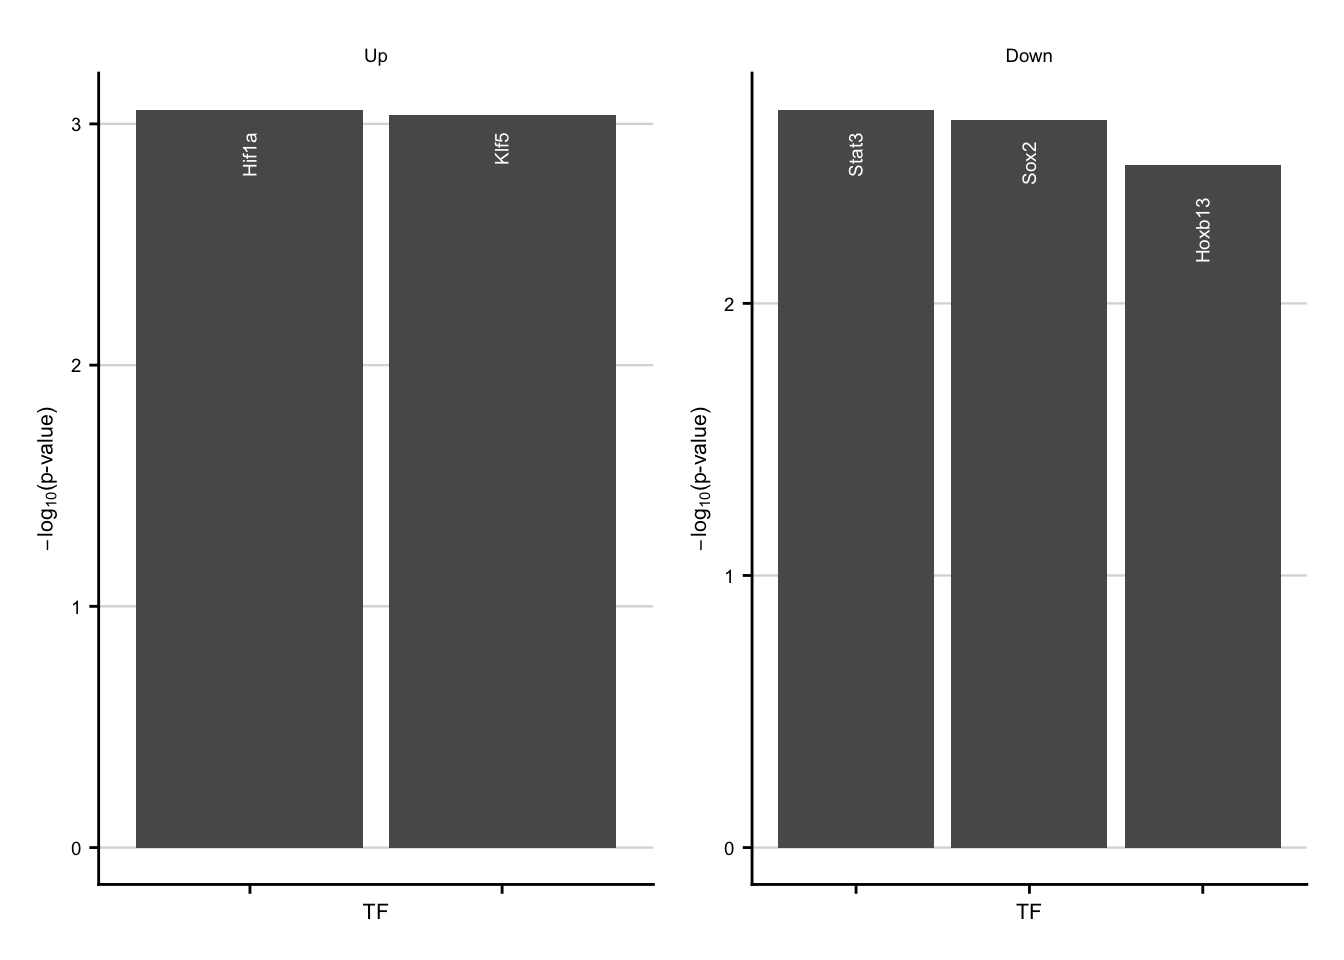 Up
3
2
1
0
−log10(p-value)
Hif1a
Klf5
TF
Down
2
1
0
−log10(p-value)
Stat3
Sox2
Hoxb13
TF